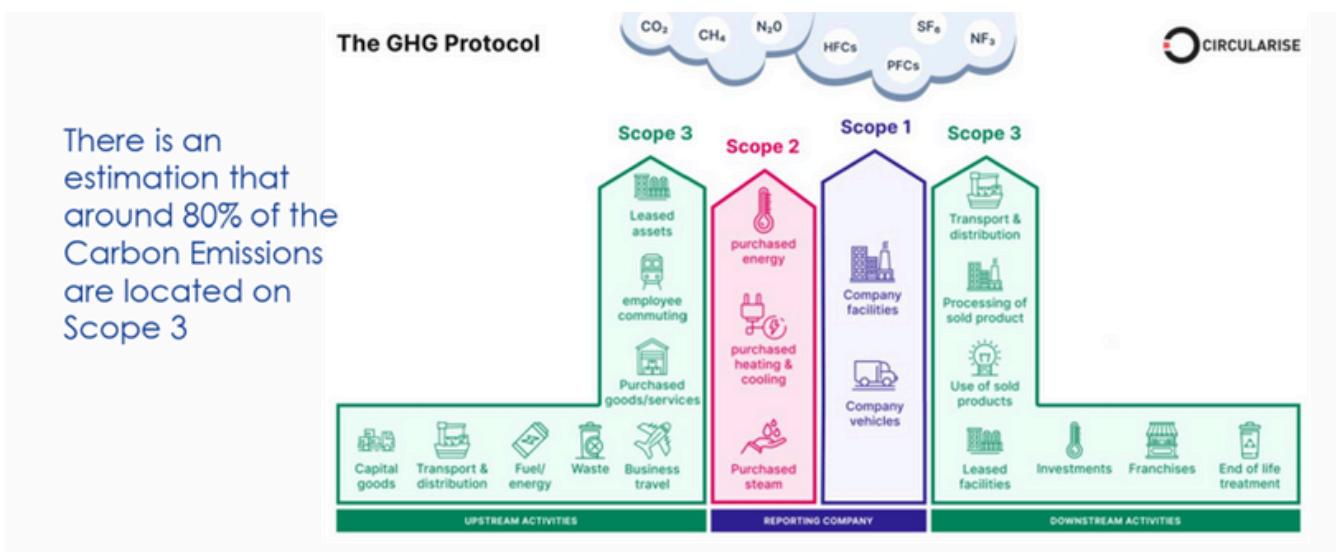 There is an
estimation that
around 80% of the
Carbon Emissions
are located on
Scope 3
The GHG Protocol
CO₂
CH₄
N₂0
HFCs
PFCs
SF₆
NF₃
CIRCULARISE
Scope 3
Leased
assets
employee
commuting
Purchased
goods/services
Capital
goods
Transport &
distribution
Fuel/
energy
Waste
Business
travel
UPSTREAM ACTIVITIES
Scope 2
purchased
energy
purchased
heating &
cooling
Purchased
steam
Scope 1
Company
facilities
Company
vehicles
REPORTING COMPANY
Scope 3
Transport &
distribution
Processing of
sold product
Use of sold
products
Leased
facilities
Investments
Franchises
End of life
treatment
DOWNSTREAM ACTIVITIES